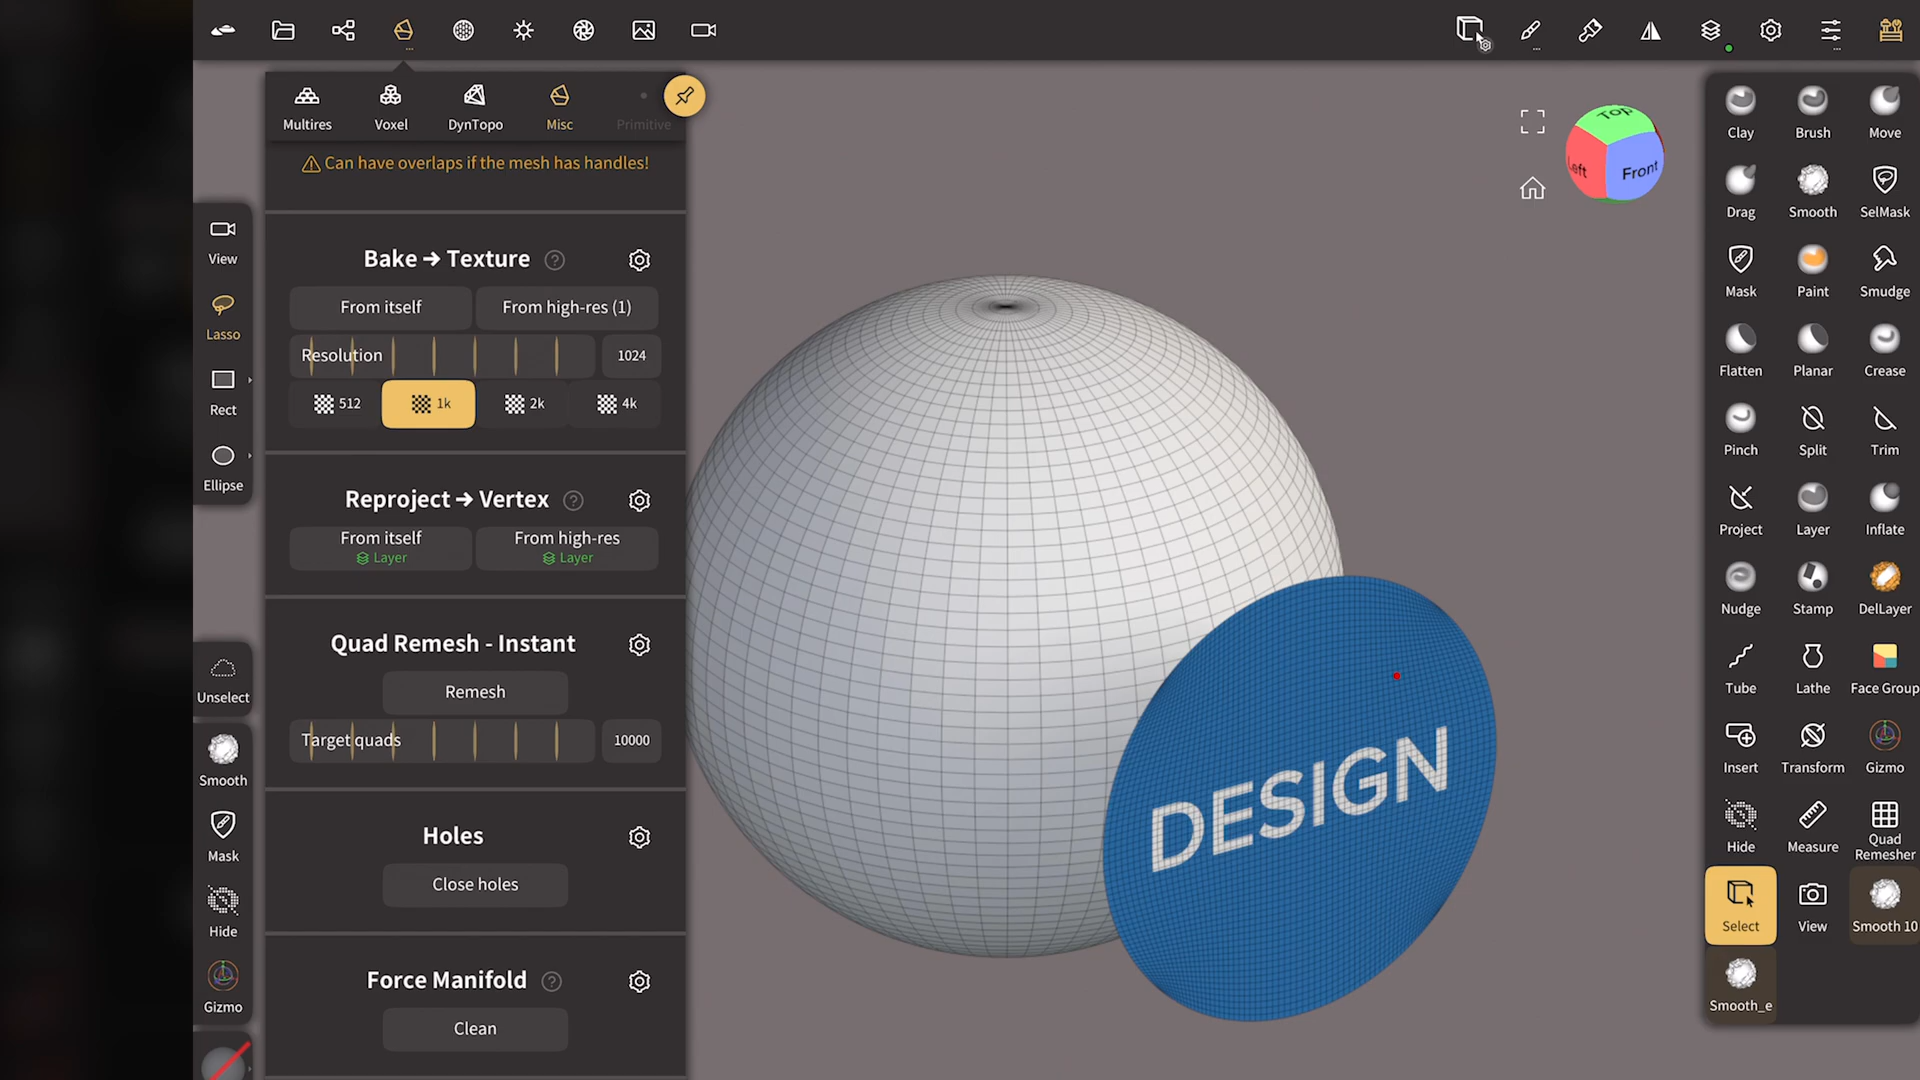 Multires
Voxel
DynTopo
Misc
Primitive
Can have overlaps if the mesh has handles!
Bake → Texture
From itself
From high-res (1)
Resolution
1024
512
1k
2k
4k
Reproject → Vertex
From itself
Layer
From high-res
Layer
Quad Remesh - Instant
Remesh
Target quads
10000
Holes
Close holes
Force Manifold
Clean
View
Lasso
Rect
Ellipse
Unselect
Smooth
Mask
Hide
Gizmo
Top
Left
Front
DESIGN
Clay
Brush
Move
Drag
Smooth
SelMask
Mask
Paint
Smudge
Flatten
Planar
Crease
Pinch
Split
Trim
Project
Layer
Inflate
Nudge
Stamp
DelLayer
Tube
Lathe
Face Group
Insert
Transform
Gizmo
Hide
Measure
Quad
Remesher
Select
View
Smooth 10
Smooth_e